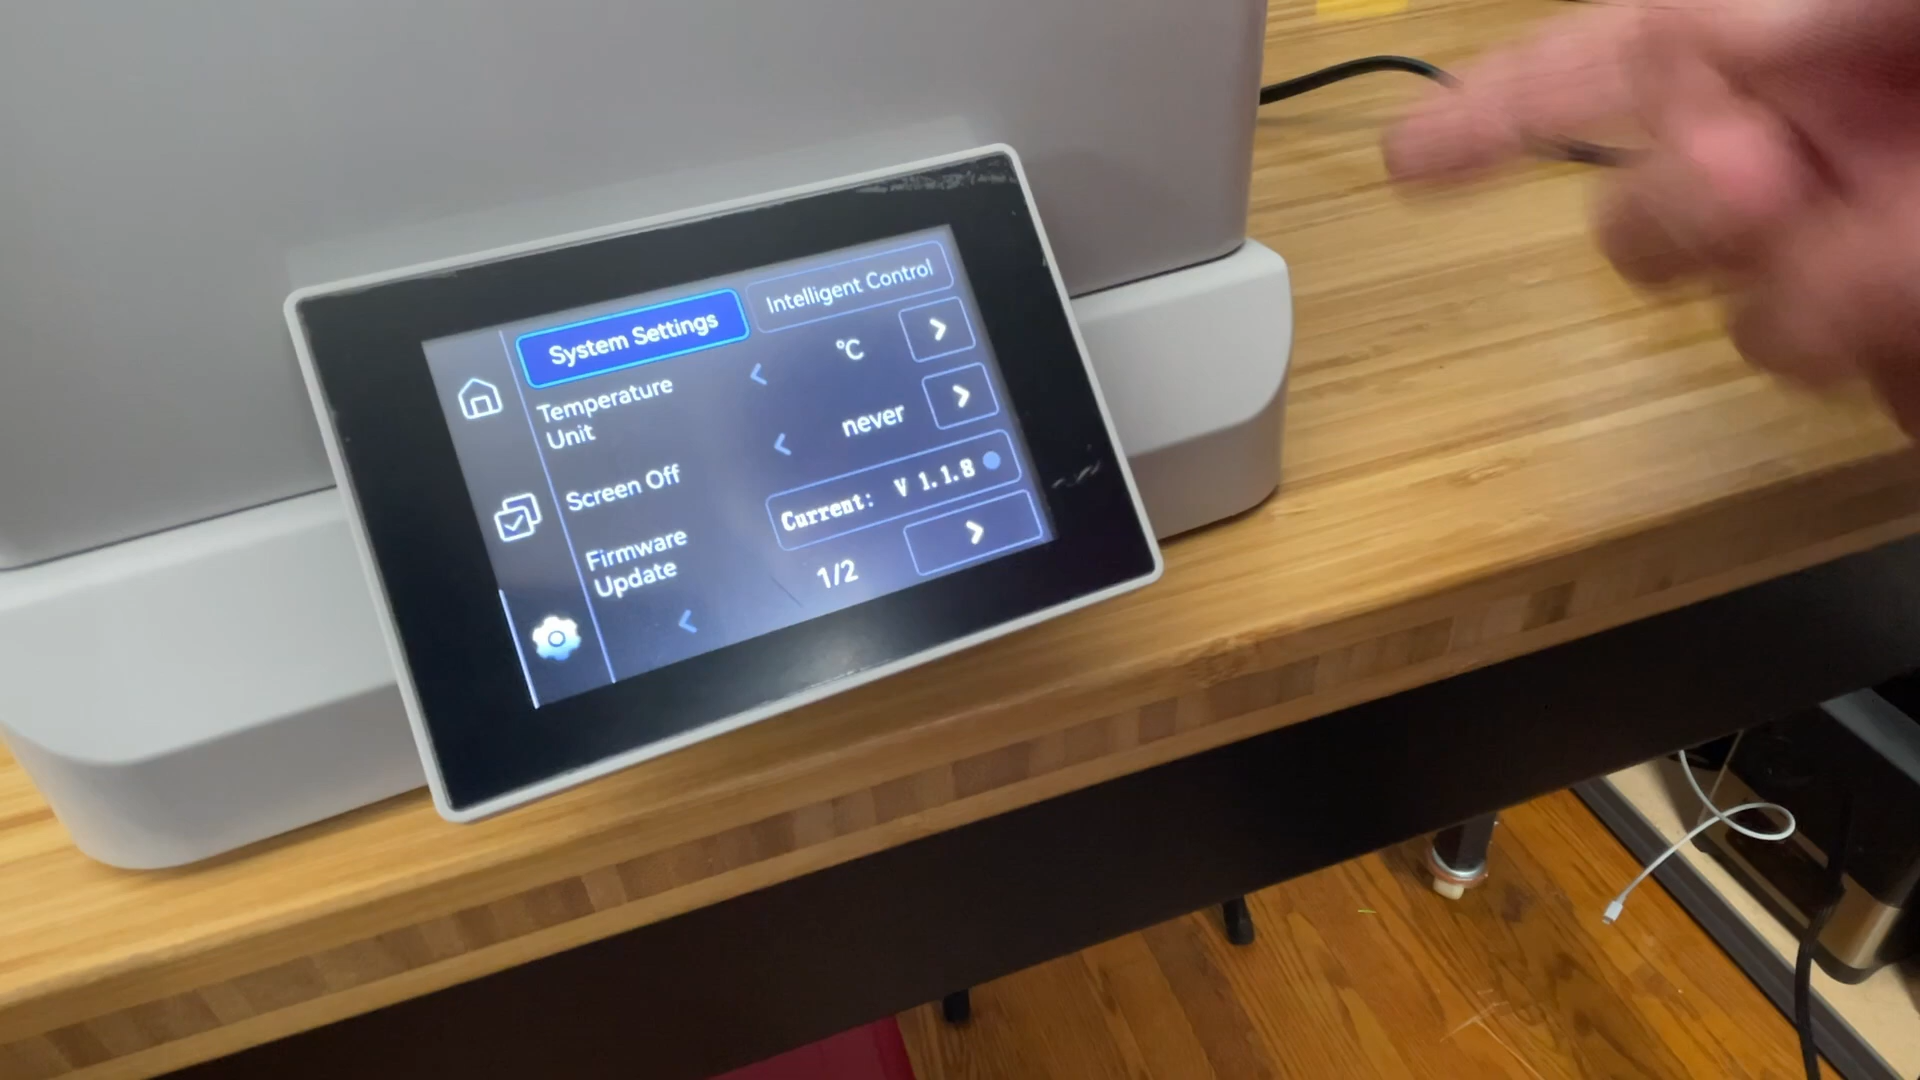 System Settings
Intelligent Control
Temperature
Unit
℃
Screen Off
never
Firmware
Update
Current: V 1.1.8
1/2